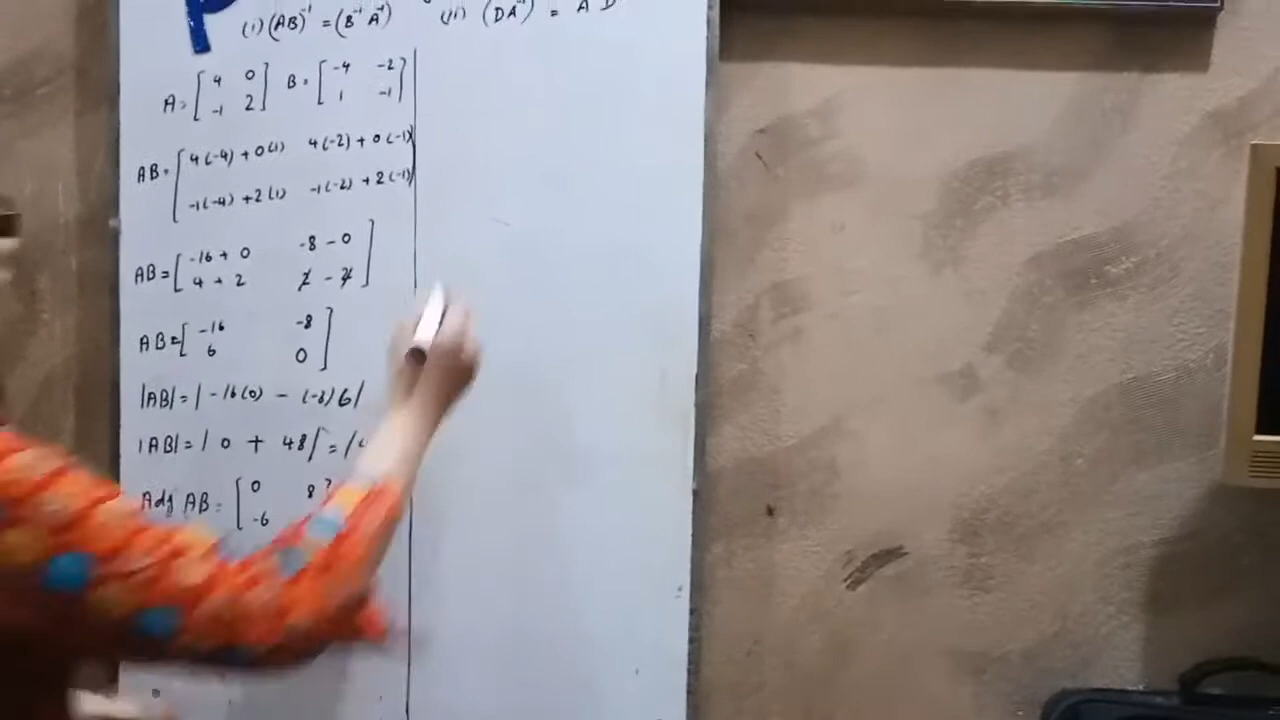 (i) (AB)⁻¹ = (B⁻¹ A⁻¹) (ii) (DA⁻¹) = A D
A = [4 0; -1 2] B = [-4 -2; 1 -1]
AB = [4(-4) + 0(1) 4(-2) + 0(-1)
-1(-4) + 2(1) -1(-2) + 2(-1)
AB = [-16 + 0 -8 - 0
4 + 2 2 - 2]
AB = [-16 -8
6 0]
|AB| = | -16(0) - (-8)6|
|AB| = | 0 + 48| = |
Adj AB = [0 8
-6